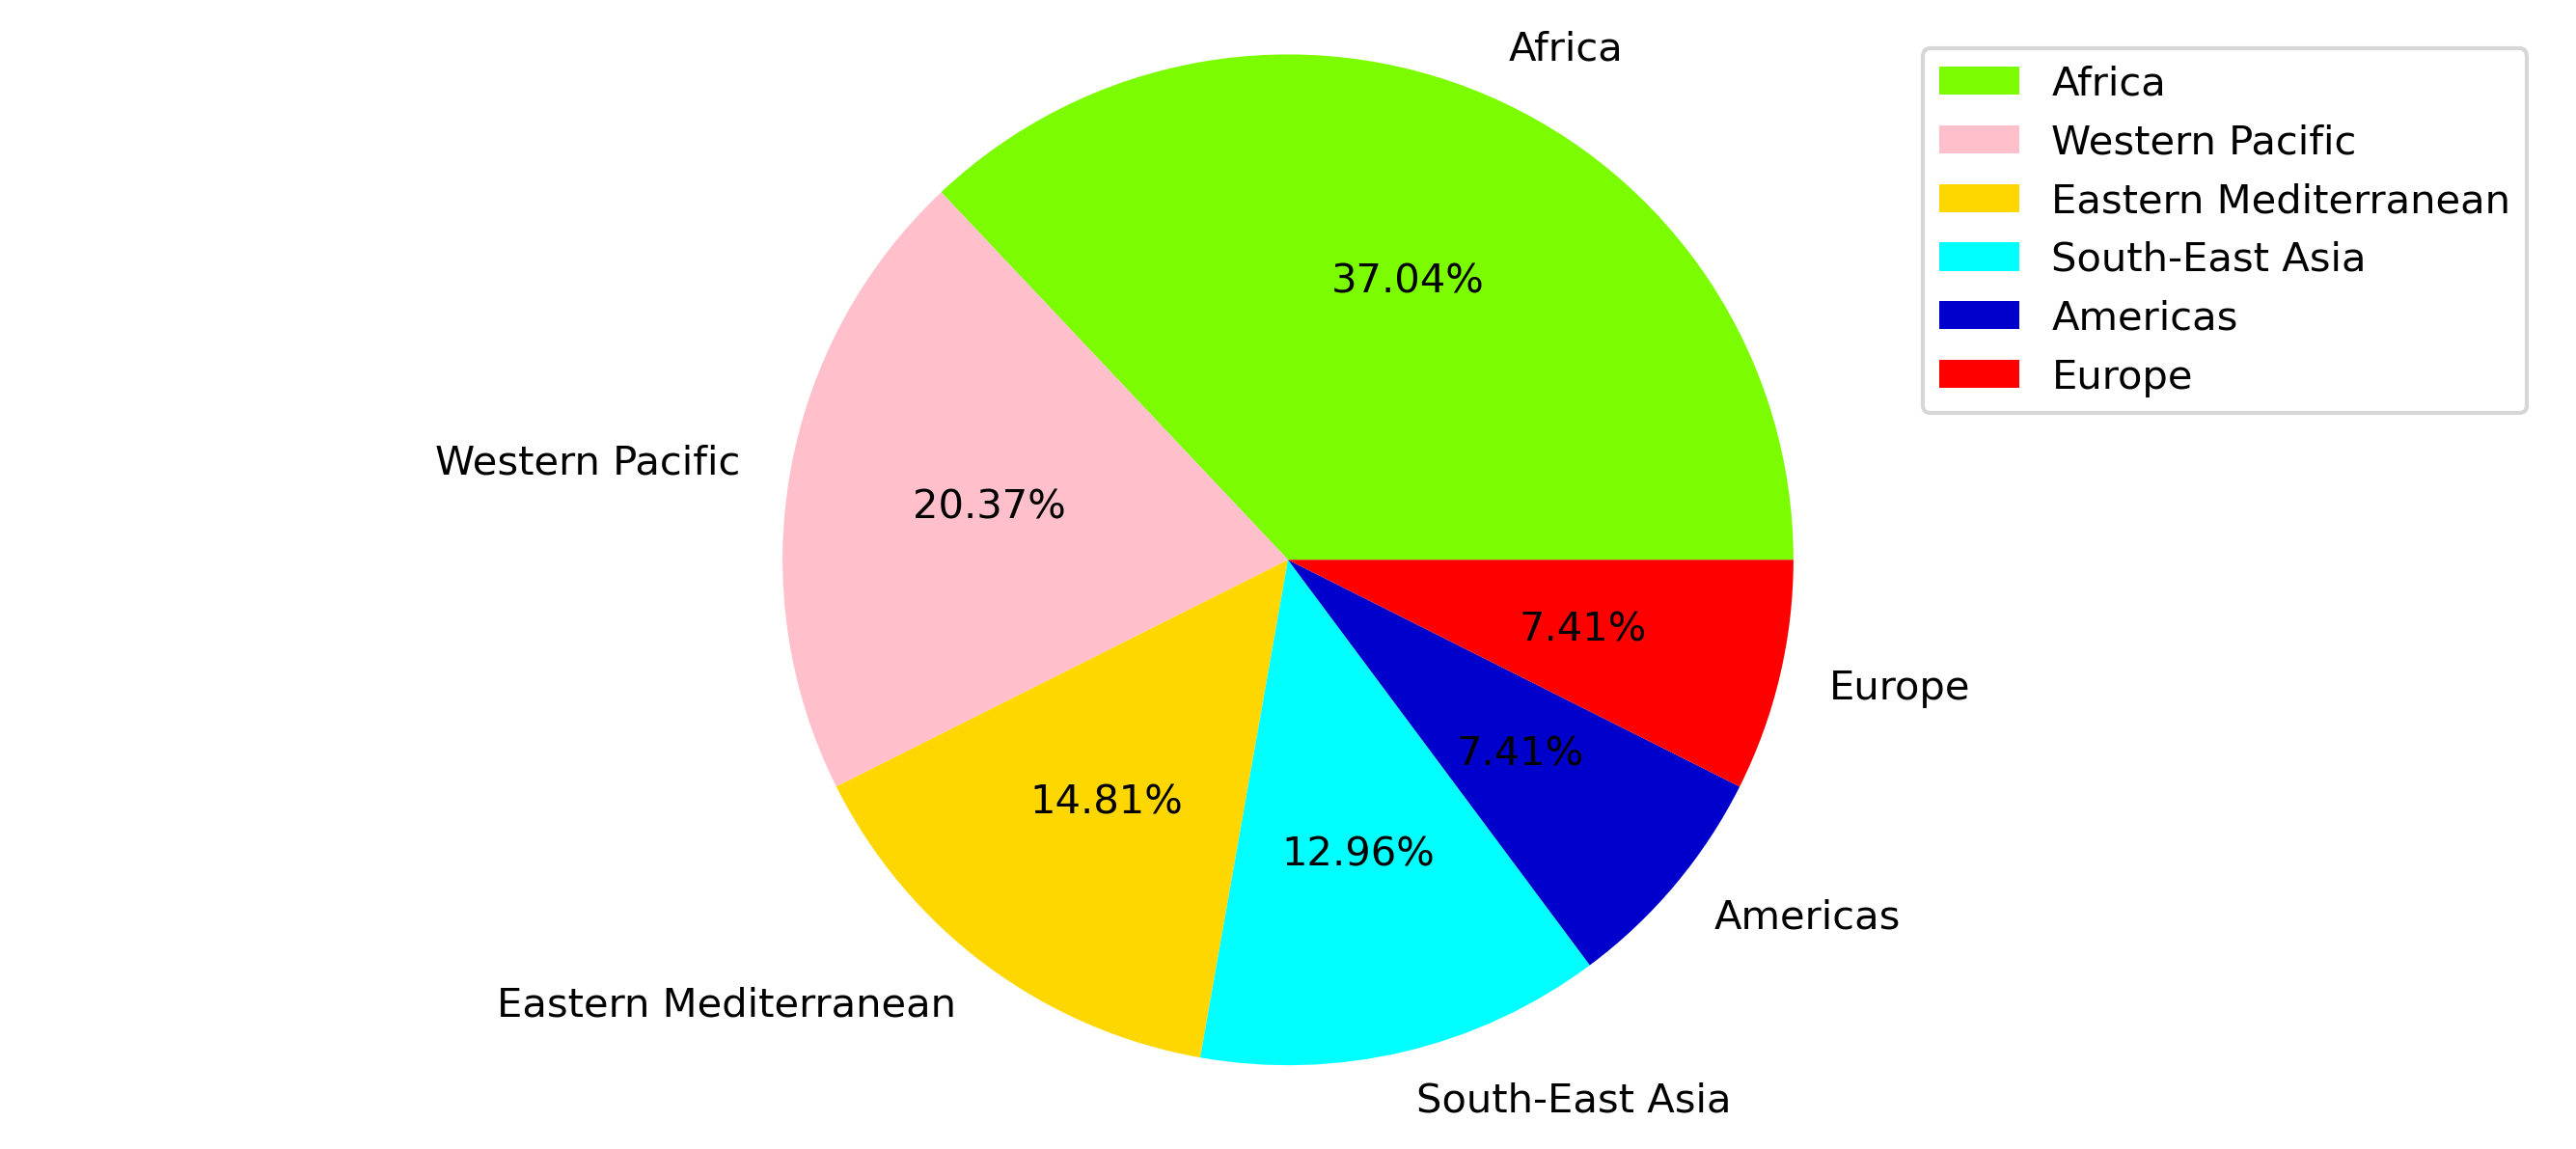 Africa
Western Pacific
Eastern Mediterranean
South-East Asia
Americas
Europe
37.04%
20.37%
14.81%
12.96%
7.41%
7.41%
Africa
Western Pacific
Eastern Mediterranean
South-East Asia
Americas
Europe